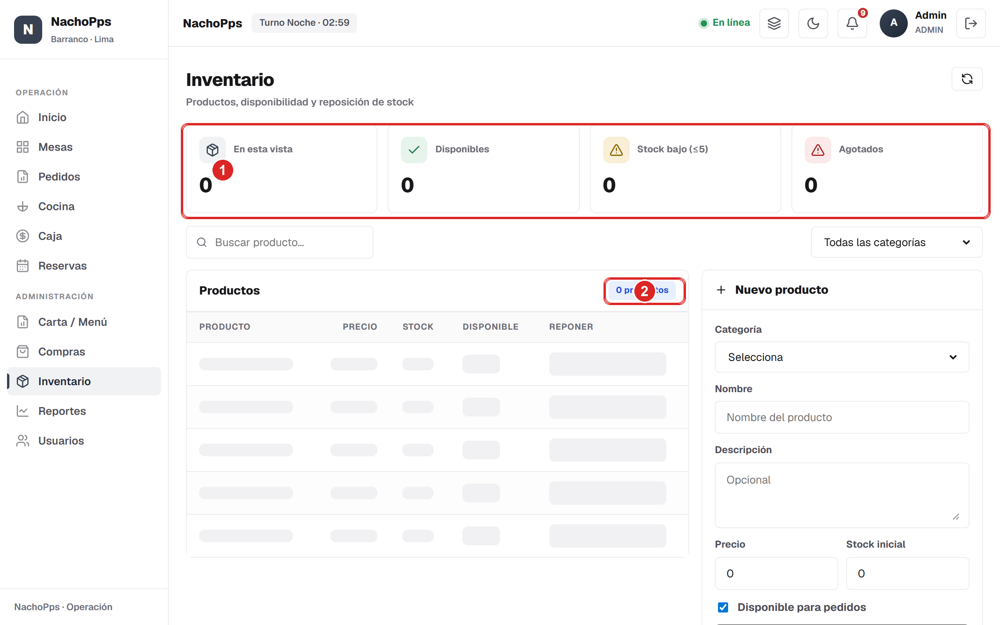 N
NachoPps
Barranco · Lima
NachoPps
Turno Noche · 02:59
En línea
9
A
Admin
ADMIN
OPERACIÓN
Inicio
Mesas
Pedidos
Cocina
Caja
Reservas
ADMINISTRACIÓN
Carta / Menú
Compras
Inventario
Reportes
Usuarios
NachoPps · Operación
Inventario
Productos, disponibilidad y reposición de stock
En esta vista
1
0
Disponibles
0
Stock bajo (≤5)
0
Agotados
0
Buscar producto...
Todas las categorías
Productos
0
2
PRODUCTO PRECIO STOCK DISPONIBLE REPONER
Nuevo producto
Categoría
Selecciona
Nombre
Nombre del producto
Descripción
Opcional
Precio
Stock inicial
0
0
Disponible para pedidos